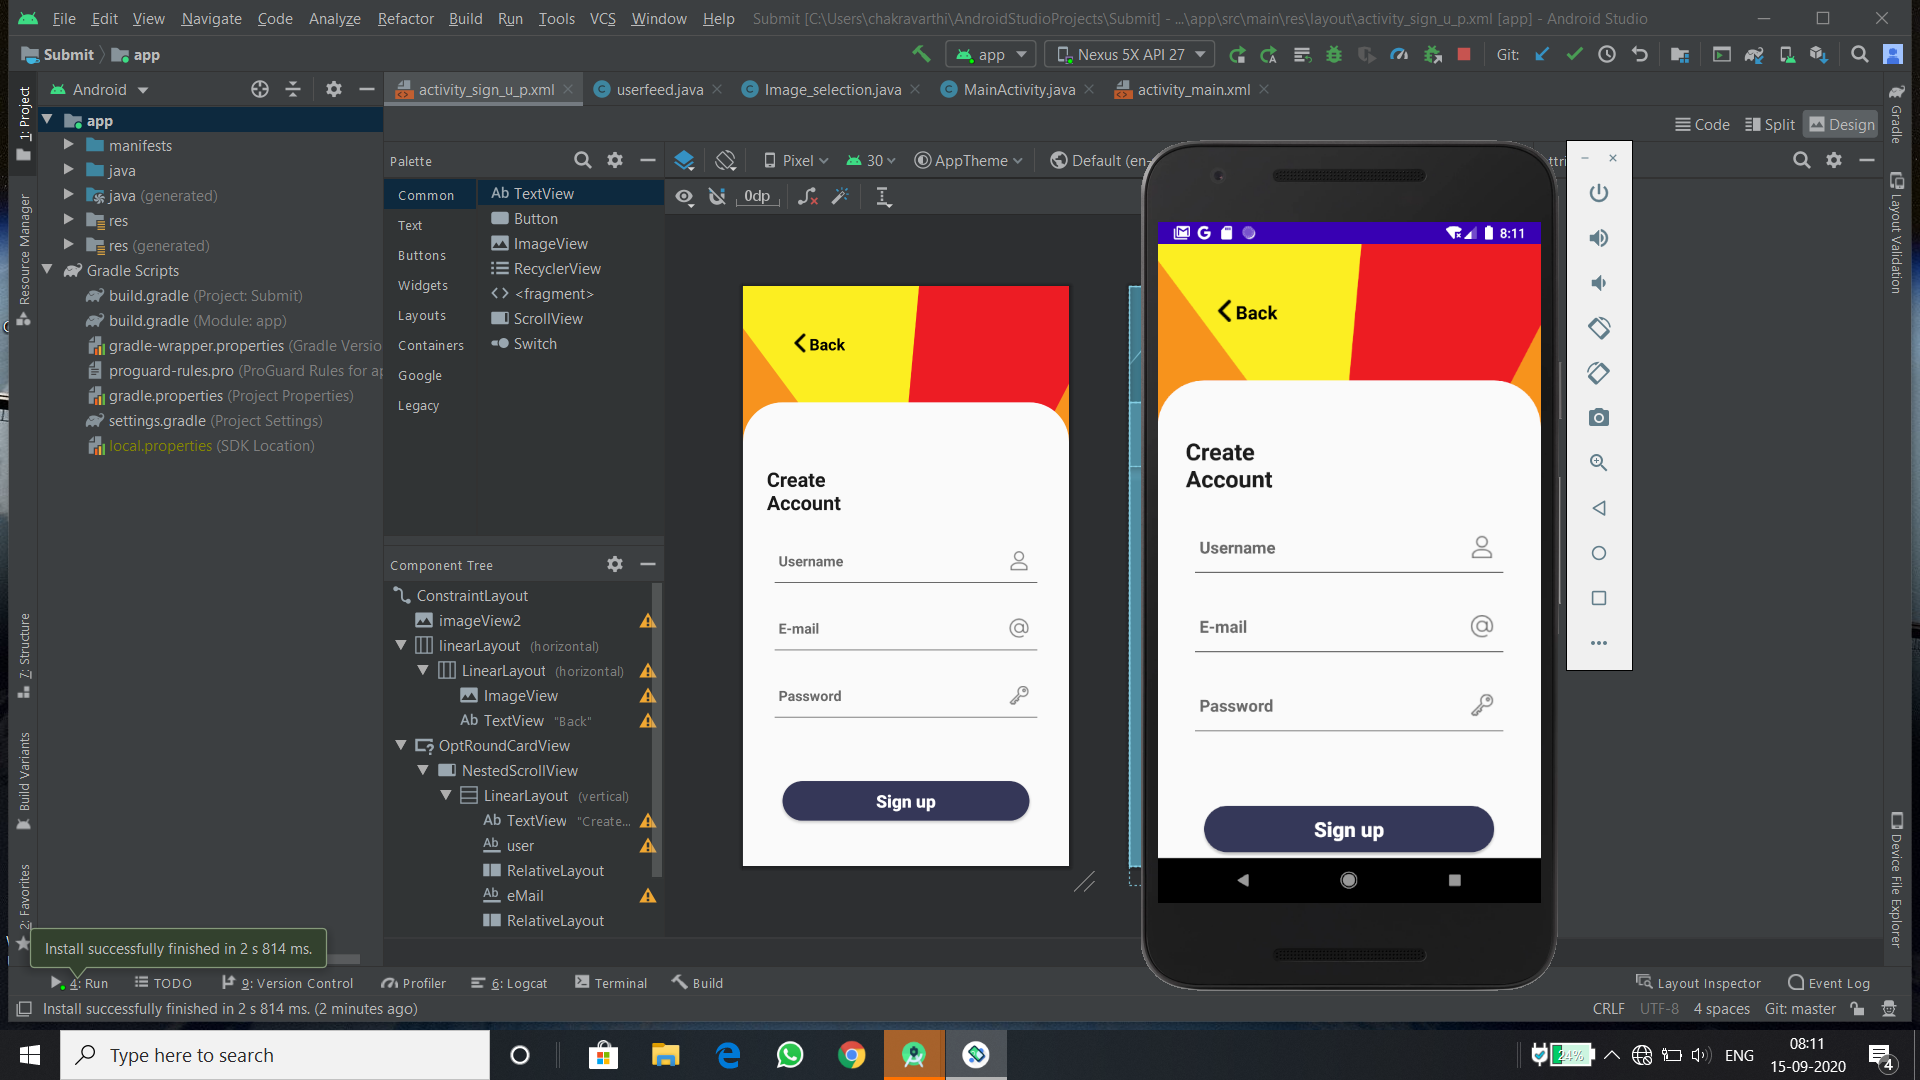 File Edit View Navigate Code Analyze Refactor Build Run Tools VCS Window Help Submit [C:\Users\chakravarthi\AndroidStudioProjects\Submit] - ...\app\src\main\res\layout\activity_sign_u_p.xml [app] - Android Studio
Submit app
app
Nexus 5X API 27
Git:
Android
activity_sign_u_p.xml
userfeed.java
Image_selection.java
MainActivity.java
activity_main.xml
Code Split Design
1: Project
Resource Manager
7: Structure
Build Variants
2: Favorites
app
manifests
java
java (generated)
res
res (generated)
Gradle Scripts
build.gradle (Project: Submit)
build.gradle (Module: app)
gradle-wrapper.properties (Gradle Versio
proguard-rules.pro (ProGuard Rules for ap
gradle.properties (Project Properties)
settings.gradle (Project Settings)
local.properties (SDK Location)
Palette
Common
Text
Buttons
Widgets
Layouts
Containers
Google
Legacy
Ab TextView
Button
ImageView
RecyclerView
<fragment>
ScrollView
Switch
Pixel
30
AppTheme
Default (en-
ttri
0dp
Component Tree
ConstraintLayout
imageView2
linearLayout (horizontal)
LinearLayout (horizontal)
ImageView
Ab TextView "Back"
OptRoundCardView
NestedScrollView
LinearLayout (vertical)
Ab TextView "Create...
Ab user
RelativeLayout
Ab eMail
RelativeLayout
Back
Create
Account
Username
E-mail
Password
Sign up
8:11
Back
Create
Account
Username
E-mail
Password
Sign up
Gradle
Layout Validation
Device File Explorer
Install successfully finished in 2 s 814 ms.
4: Run TODO 9: Version Control Profiler 6: Logcat Terminal Build Layout Inspector Event Log
Install successfully finished in 2 s 814 ms. (2 minutes ago)
CRLF UTF-8 4 spaces Git: master
Type here to search
24%
ENG
08:11
15-09-2020
4